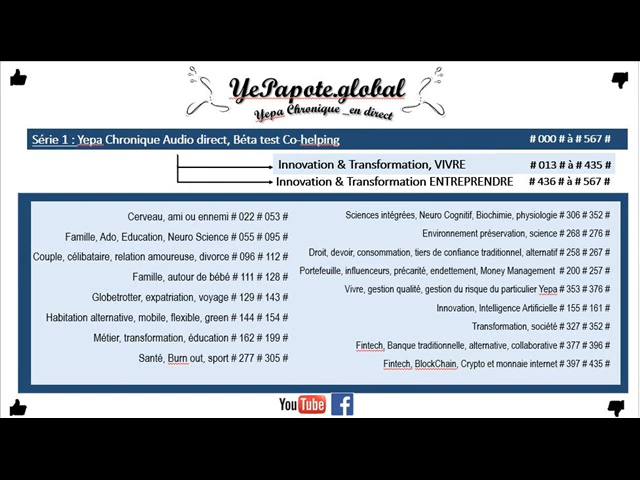 YePapote.global
Yepa Chronique _en direct
Série 1 : Yepa Chronique Audio direct, Béta test Co-helping # 000 # à # 567 #
Innovation & Transformation, VIVRE # 013 # à # 435 #
Innovation & Transformation ENTREPRENDRE # 436 # à # 567 #
Cerveau, ami ou ennemi # 022 # 053 #
Famille, Ado, Education, Neuro Science # 055 # 095 #
Couple, célibataire, relation amoureuse, divorce # 096 # 112 #
Famille, autour de bébé # 111 # 128 #
Globetrotter, expatriation, voyage # 129 # 143 #
Habitation alternative, mobile, flexible, green # 144 # 154 #
Métier, transformation, éducation # 162 # 199 #
Santé, Burn out, sport # 277 # 305 #
Sciences intégrées, Neuro Cognitif, Biochimie, physiologie # 306 # 352 #
Environnement préservation, science # 268 # 276 #
Droit, devoir, consommation, tiers de confiance traditionnel, alternatif # 258 # 267 #
Portefeuille, influenceurs, précarité, endettement, Money Management # 200 # 257 #
Vivre, gestion qualité, gestion du risque du particulier Yepa # 353 # 376 #
Innovation, Intelligence Artificielle # 155 # 161 #
Transformation, société # 327 # 352 #
Fintech, Banque traditionnelle, alternative, collaborative # 377 # 396 #
Fintech, BlockChain, Crypto et monnaie internet # 397 # 435 #
YouTube f